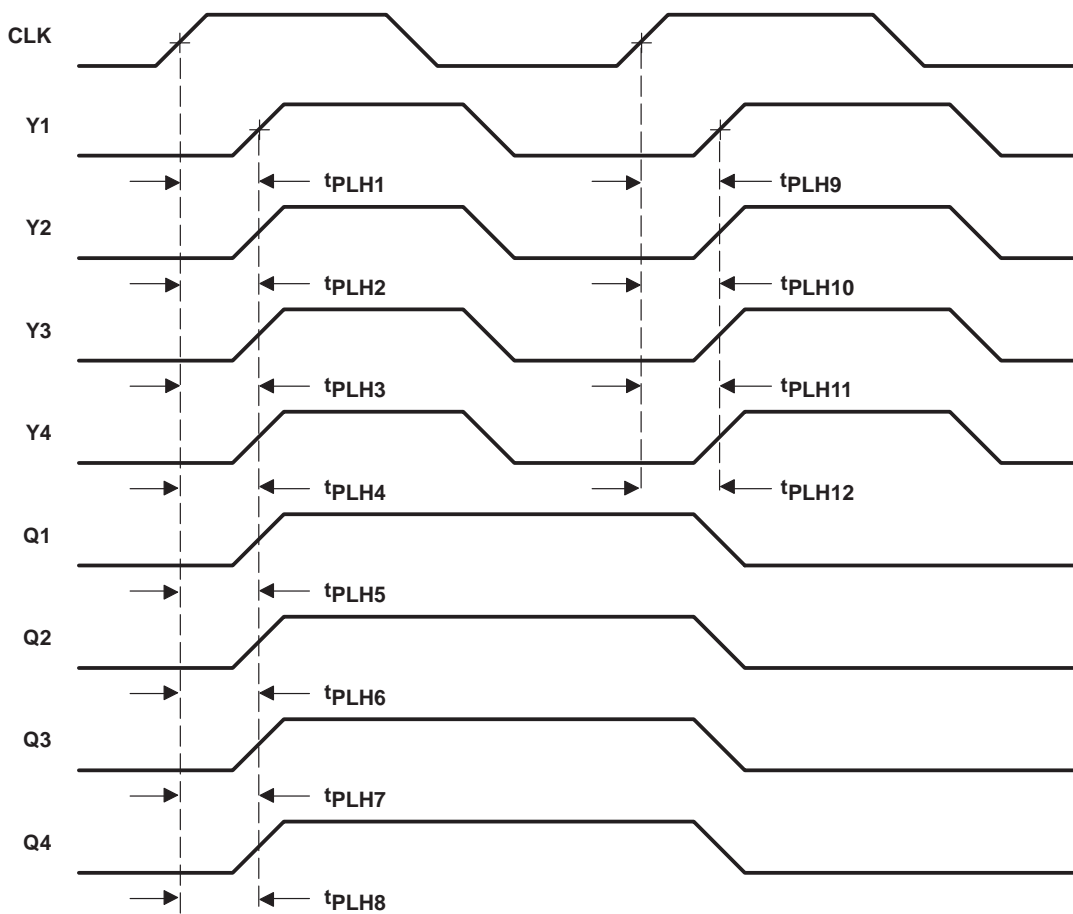 CLK
Y1
tPLH1 tPLH9
Y2
tPLH2 tPLH10
Y3
tPLH3 tPLH11
Y4
tPLH4 tPLH12
Q1
tPLH5
Q2
tPLH6
Q3
tPLH7
Q4
tPLH8